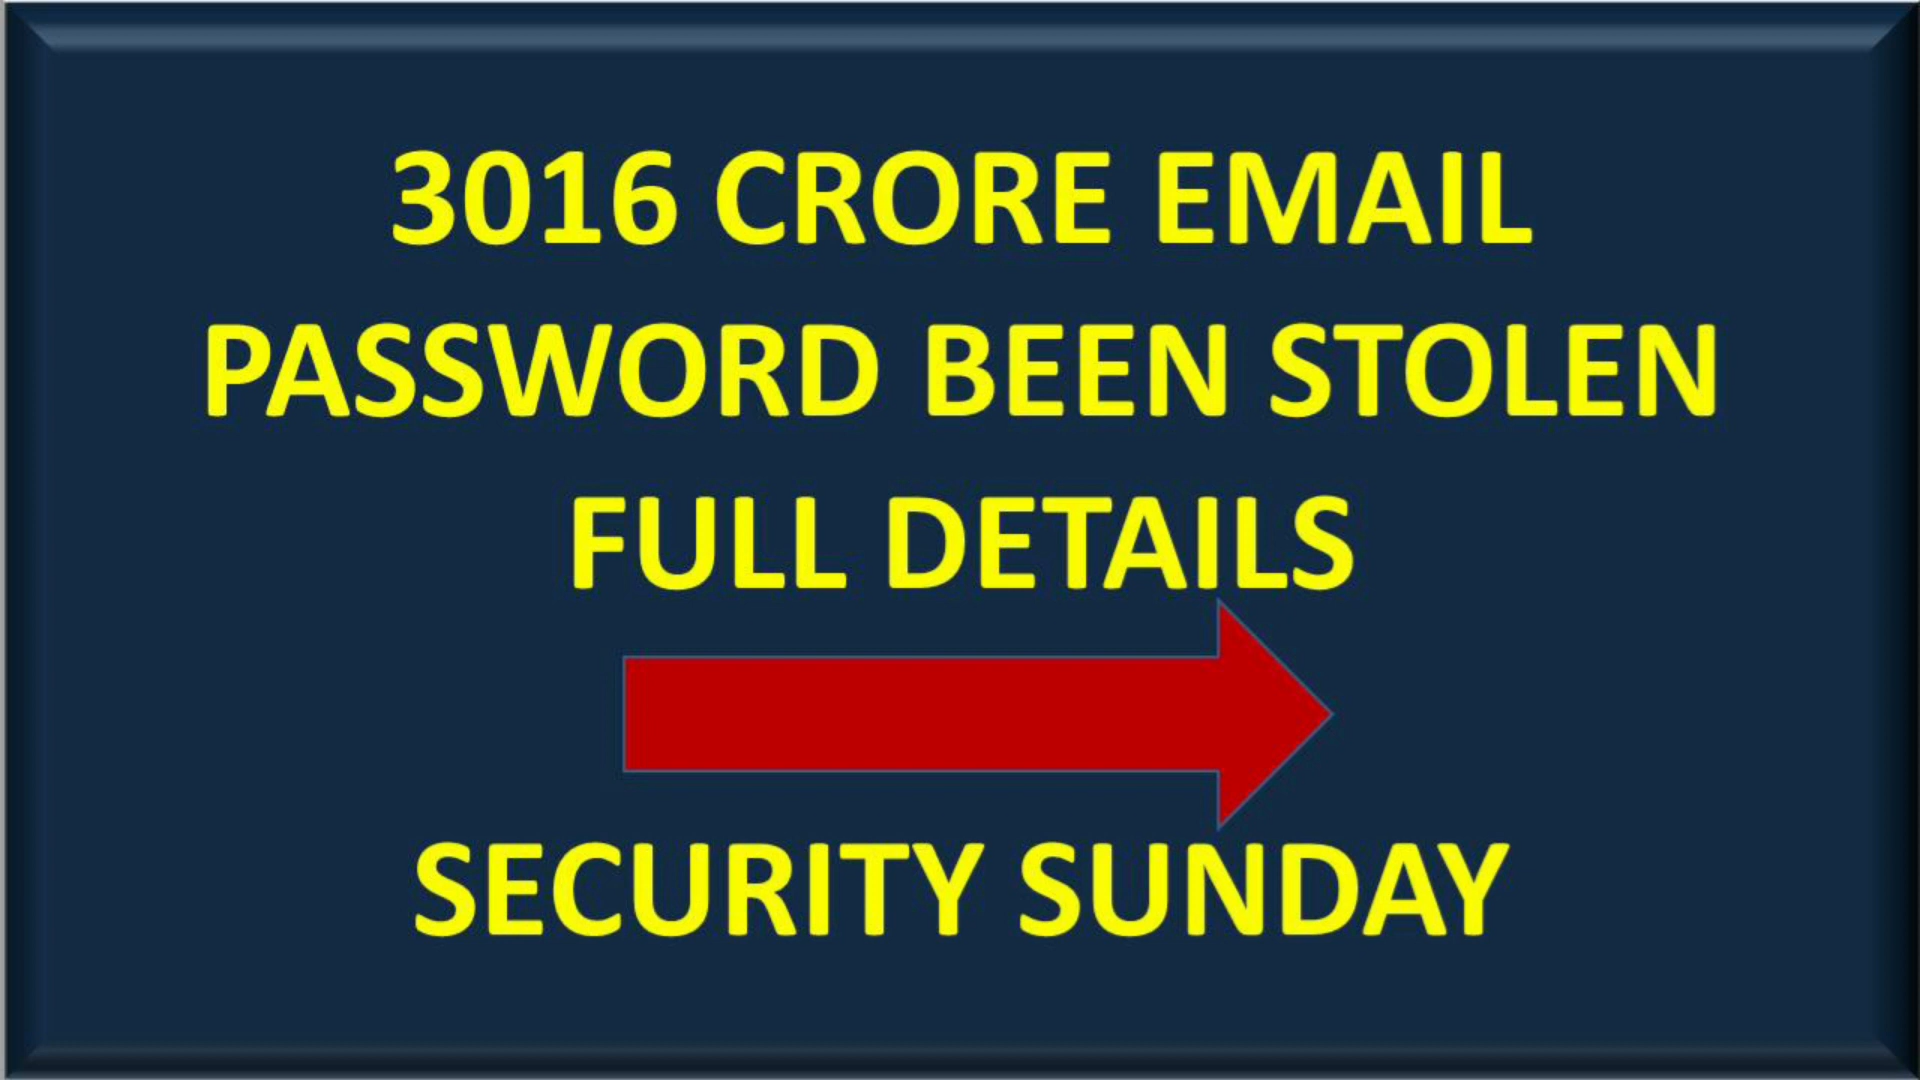 3016 CRORE EMAIL
PASSWORD BEEN STOLEN
FULL DETAILS
SECURITY SUNDAY